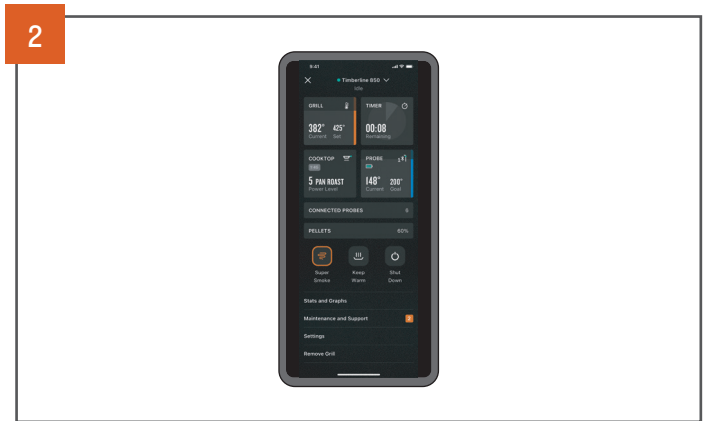 2
9:41
Timberline 850
Idle
GRILL
382° 425°
Current Set
TIMER
00:08
Remaining
COOKTOP
5 PAN ROAST
Power Level
PROBE
148° 200°
Current Goal
CONNECTED PROBES
PELLETS 60%
Super Smoke
Keep Warm
Shut Down
Stats and Graphs
Maintenance and Support 2
Settings
Remove Grill